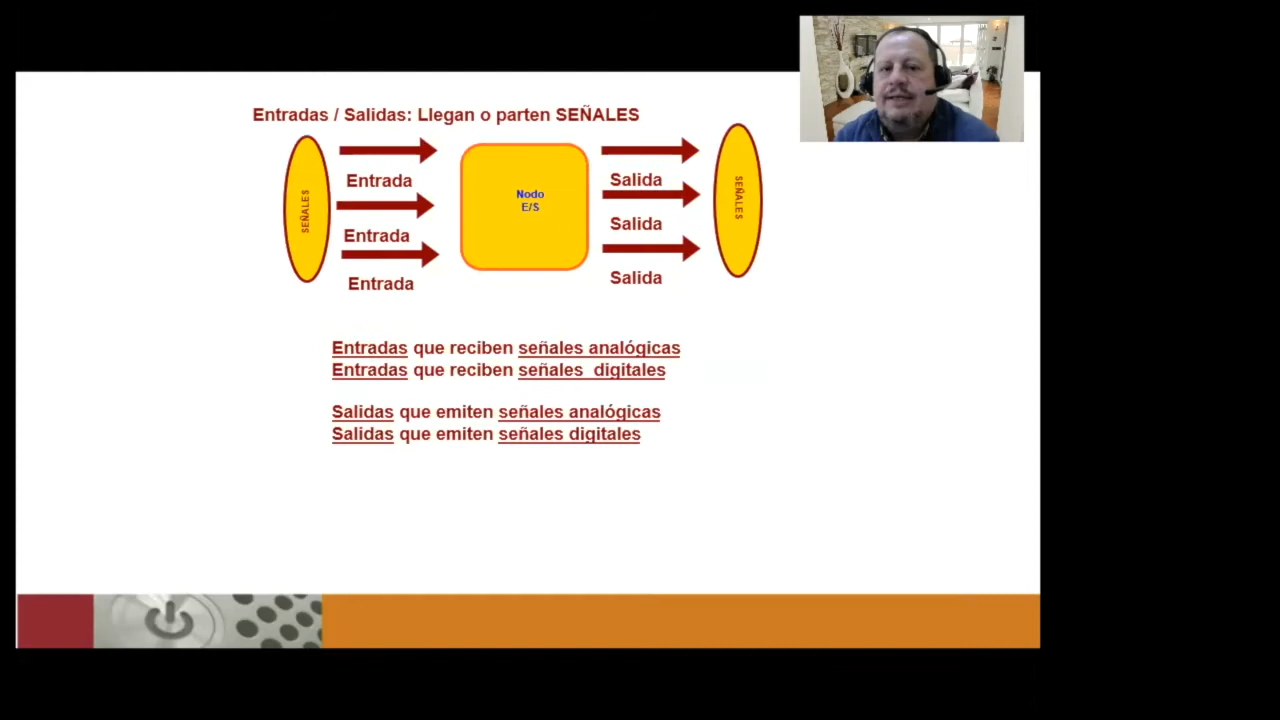 Entradas / Salidas: Llegan o parten SEÑALES
SEÑALES
Entrada
Entrada
Entrada
Nodo
E/S
Salida
Salida
Salida
SEÑALES
Entradas que reciben señales analógicas
Entradas que reciben señales digitales
Salidas que emiten señales analógicas
Salidas que emiten señales digitales